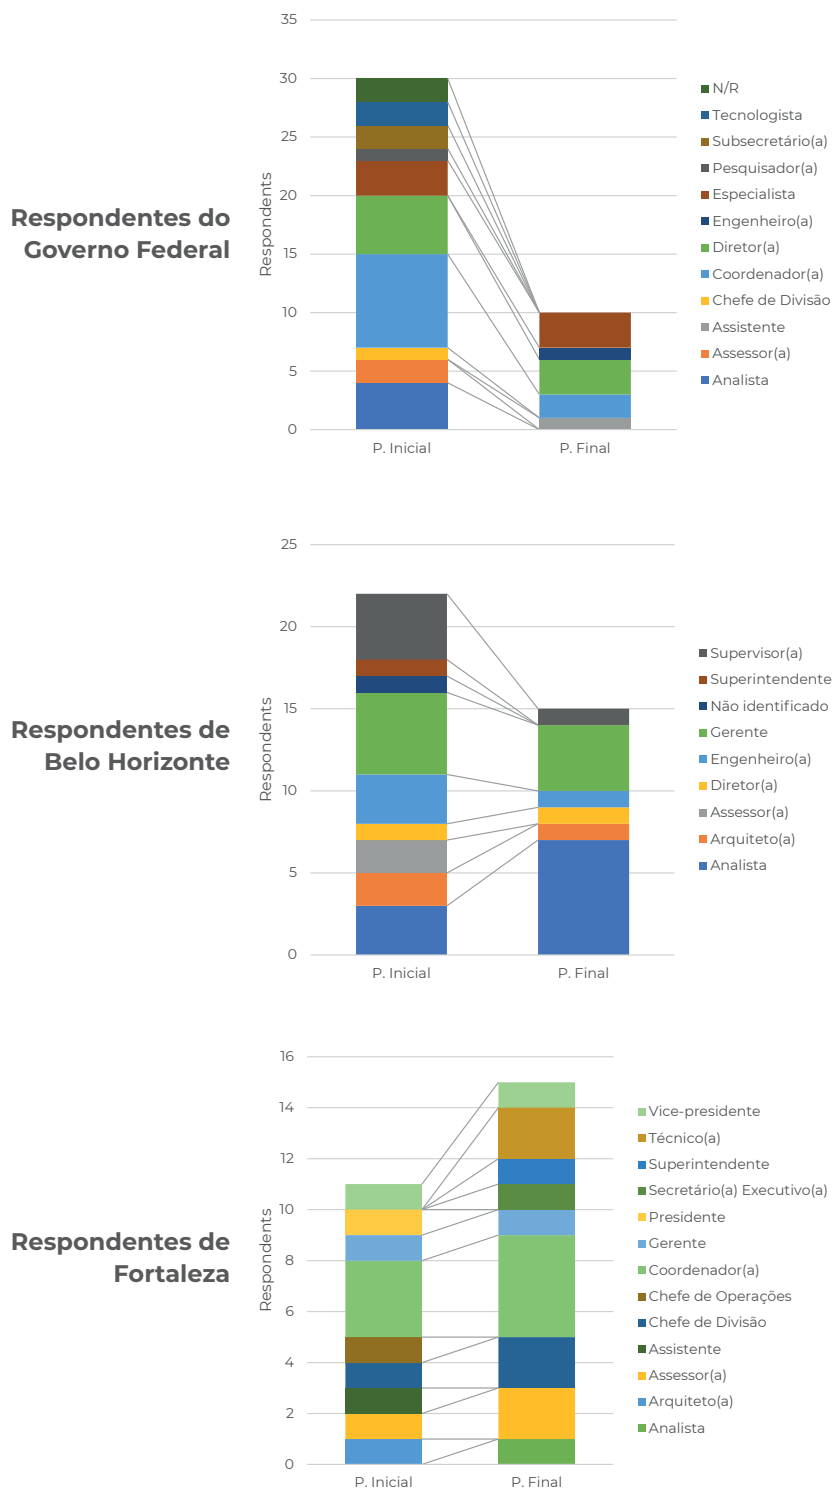 Respondentes do
Governo Federal
Respondents
35
30
25
20
15
10
5
0
P. Inicial
P. Final
N/R
Tecnologista
Subsecretário(a)
Pesquisador(a)
Especialista
Engenheiro(a)
Diretor(a)
Coordenador(a)
Chefe de Divisão
Assistente
Assessor(a)
Analista
Respondentes de
Belo Horizonte
Respondents
25
20
15
10
5
0
P. Inicial
P. Final
Supervisor(a)
Superintendente
Não identificado
Gerente
Engenheiro(a)
Diretor(a)
Assessor(a)
Arquiteto(a)
Analista
Respondentes de
Fortaleza
Respondents
16
14
12
10
8
6
4
2
0
P. Inicial
P. Final
Vice-presidente
Técnico(a)
Superintendente
Secretário(a) Executivo(a)
Presidente
Gerente
Coordenador(a)
Chefe de Operações
Chefe de Divisão
Assistente
Assessor(a)
Arquiteto(a)
Analista